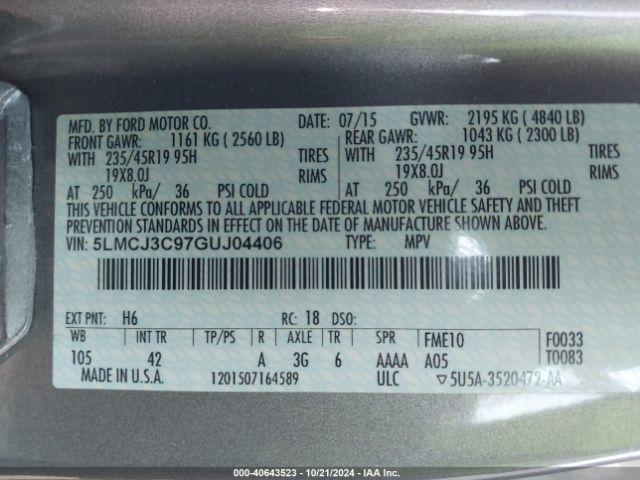 MFD. BY FORD MOTOR CO. DATE: 07/15 GVWR: 2195 KG ( 4840 LB)
FRONT GAWR: 1161 KG ( 2560 LB) REAR GAWR: 1043 KG ( 2300 LB)
WITH 235/45R19 95H TIRES WITH 235/45R19 95H TIRES
19X8.0J RIMS 19X8.0J RIMS
AT 250 kPa/ 36 PSI COLD AT 250 kPa/ 36 PSI COLD
THIS VEHICLE CONFORMS TO ALL APPLICABLE FEDERAL MOTOR VEHICLE SAFETY AND THEFT
PREVENTION STANDARDS IN EFFECT ON THE DATE OF MANUFACTURE SHOWN ABOVE.
VIN: 5LMCJ3C97GUJ04406 TYPE: MPV
EXT PNT: H6 RC: 18 DSO:
WB INT TR TP/PS R AXLE TR SPR FME10 F0033
105 42 A 3G 6 AAAA A05 T0083
MADE IN U.S.A. 1201507164589 ULC ▽5U5A-3520472-AA
000-40643523 - 10/21/2024 - IAA Inc.